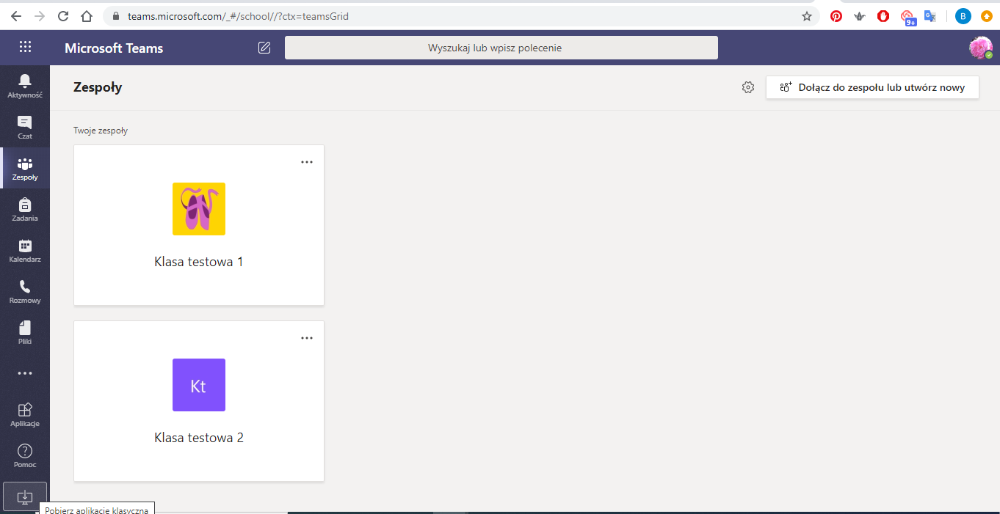 teams.microsoft.com/_#/school//?ctx=teamsGrid
9+
B
Microsoft Teams
Wyszukaj lub wpisz polecenie
Aktywność
Czat
Zespoły
Zadania
Kalendarz
Rozmowy
Pliki
Aplikacje
Pomoc
Zespoły
Dołącz do zespołu lub utwórz nowy
Twoje zespoły
Klasa testowa 1
Kt
Klasa testowa 2
Pobierz aplikację klasyczną